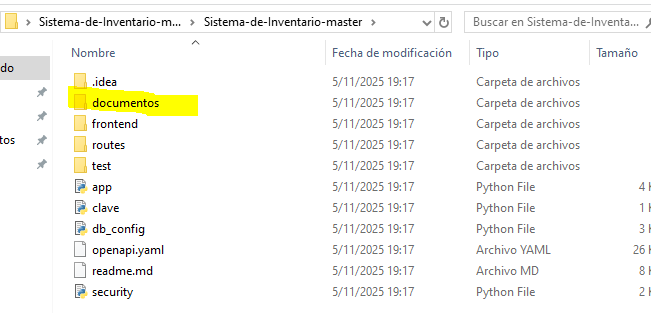 Sistema-de-Inventario-m... > Sistema-de-Inventario-master > Buscar en Sistema-de-Inventa...
Nombre Fecha de modificación Tipo Tamaño
.idea 5/11/2025 19:17 Carpeta de archivos
documentos 5/11/2025 19:17 Carpeta de archivos
frontend 5/11/2025 19:17 Carpeta de archivos
routes 5/11/2025 19:17 Carpeta de archivos
test 5/11/2025 19:17 Carpeta de archivos
app 5/11/2025 19:17 Python File 4
clave 5/11/2025 19:17 Python File 1
db_config 5/11/2025 19:17 Python File 3
openapi.yaml 5/11/2025 19:17 Archivo YAML 26
readme.md 5/11/2025 19:17 Archivo MD 8
security 5/11/2025 19:17 Python File 2